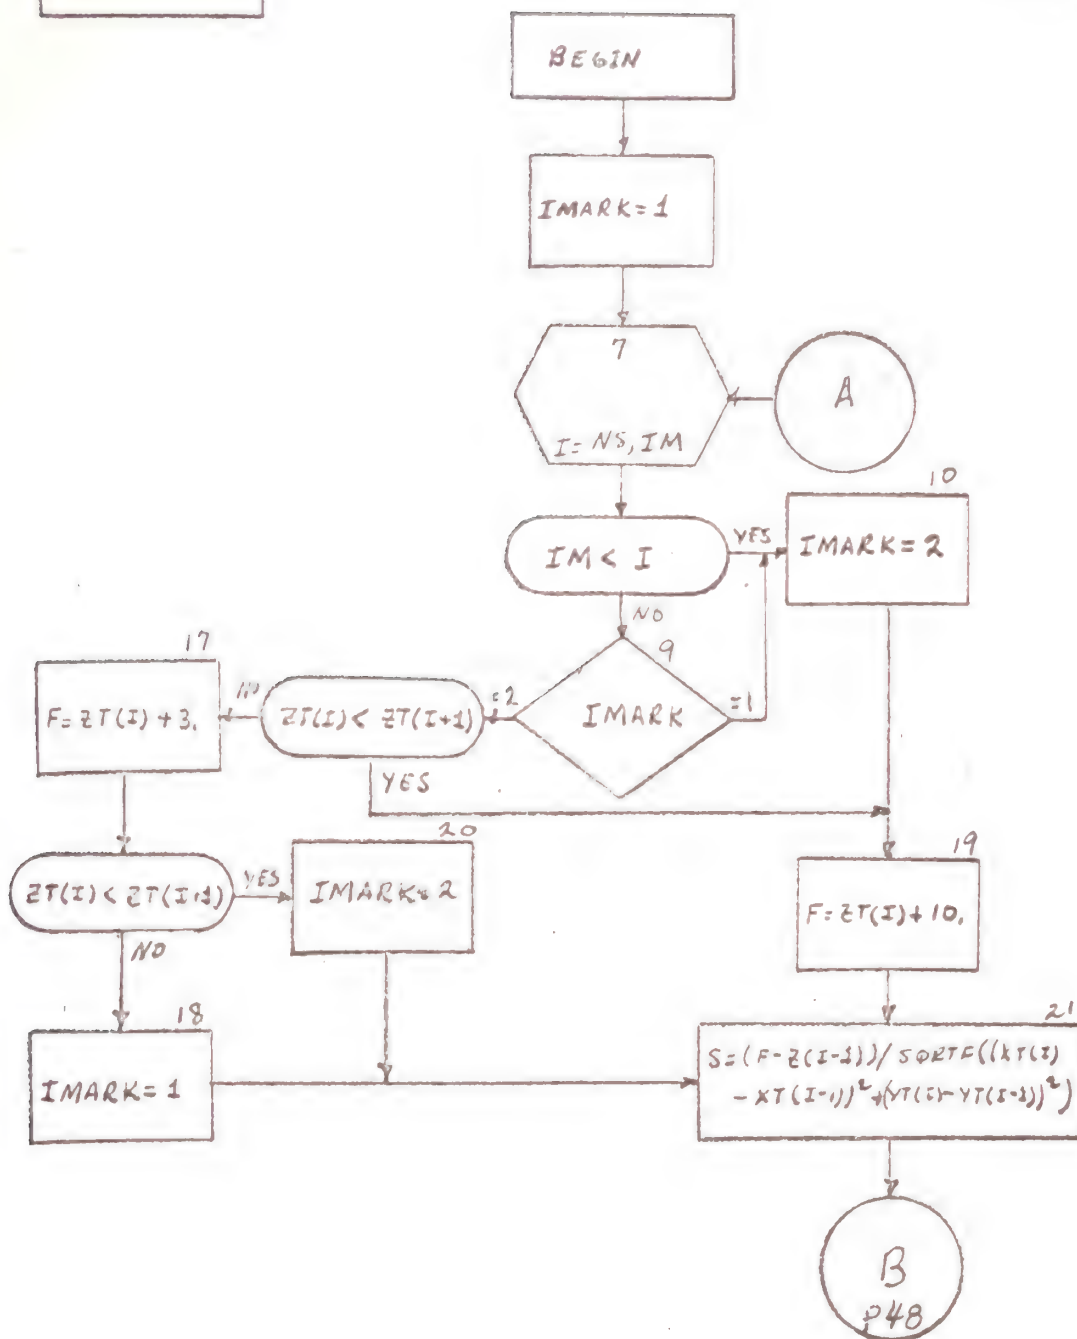 BEGIN
IMARK=1
7
I=NS, IM
A
IM < I
YES
10
IMARK=2
NO
9
IMARK
=1
=2
ZT(I) < ZT(I+1)
NO
YES
17
F=ZT(I)+3.
ZT(I) < ZT(I+1)
YES
20
IMARK=2
NO
18
IMARK=1
19
F=ZT(I)+10.
21
S=(F-Z(I-1))/SQRTF((XT(I)
-XT(I-1))²+(YT(I)-YT(I-1))²)
B
P48